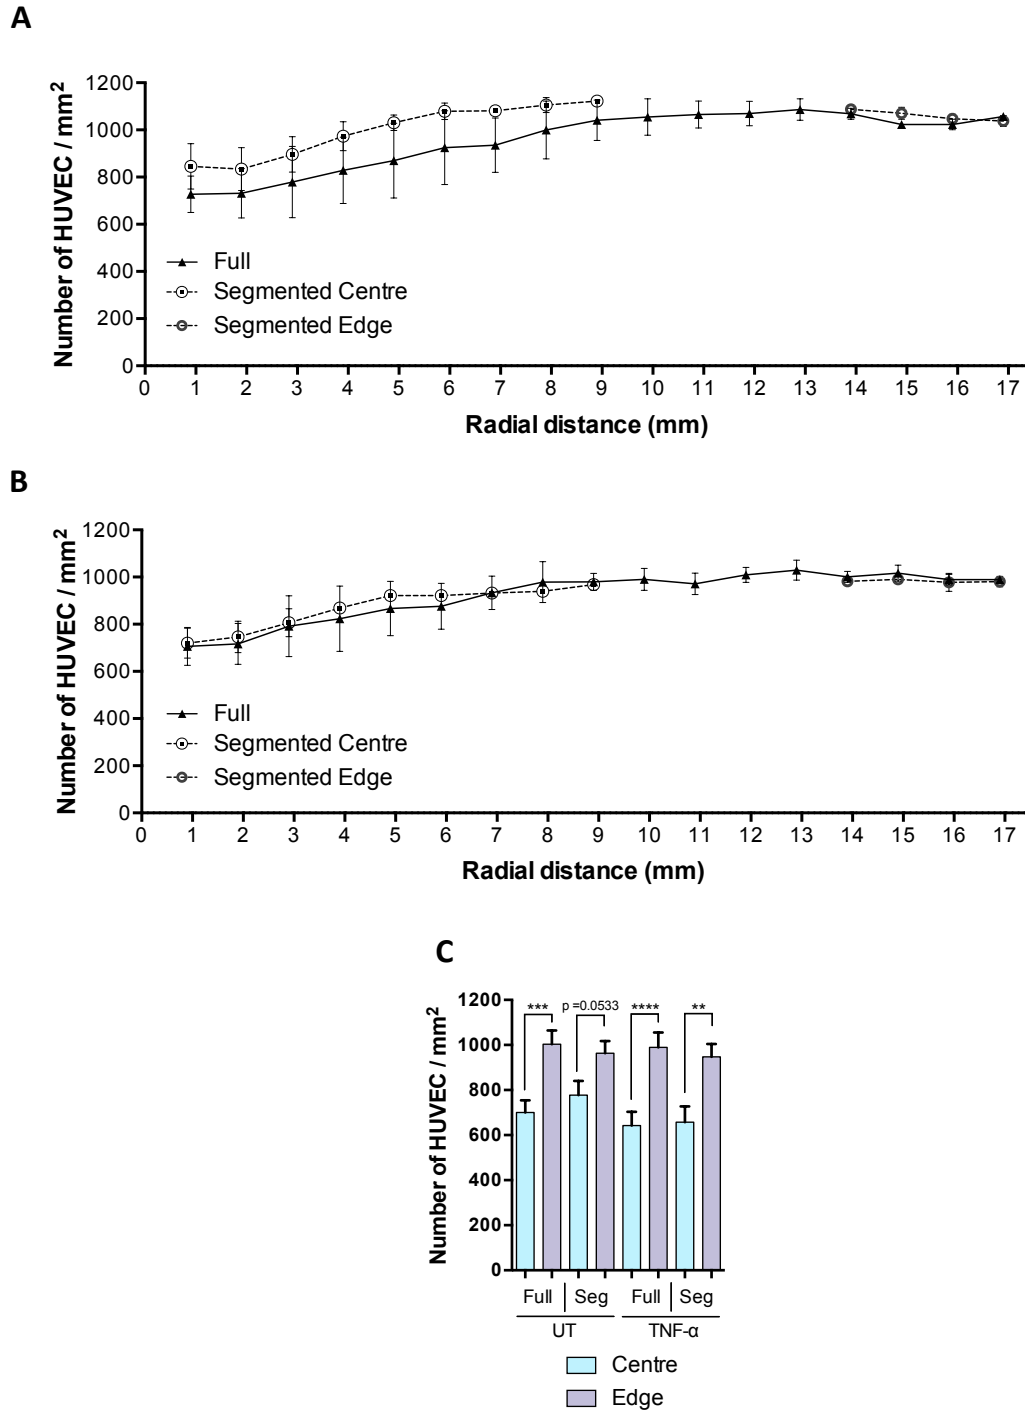 A
Number of HUVEC / mm2
1200
1000
800
600
400
200
0
Full
Segmented Centre
Segmented Edge
0 1 2 3 4 5 6 7 8 9 10 11 12 13 14 15 16 17
Radial distance (mm)
B
Number of HUVEC / mm2
1200
1000
800
600
400
200
0
Full
Segmented Centre
Segmented Edge
0 1 2 3 4 5 6 7 8 9 10 11 12 13 14 15 16 17
Radial distance (mm)
C
Number of HUVEC / mm2
1200
1000
800
600
400
200
0
*** p =0.0533 **** **
Full Seg Full Seg
UT TNF-α
Centre
Edge